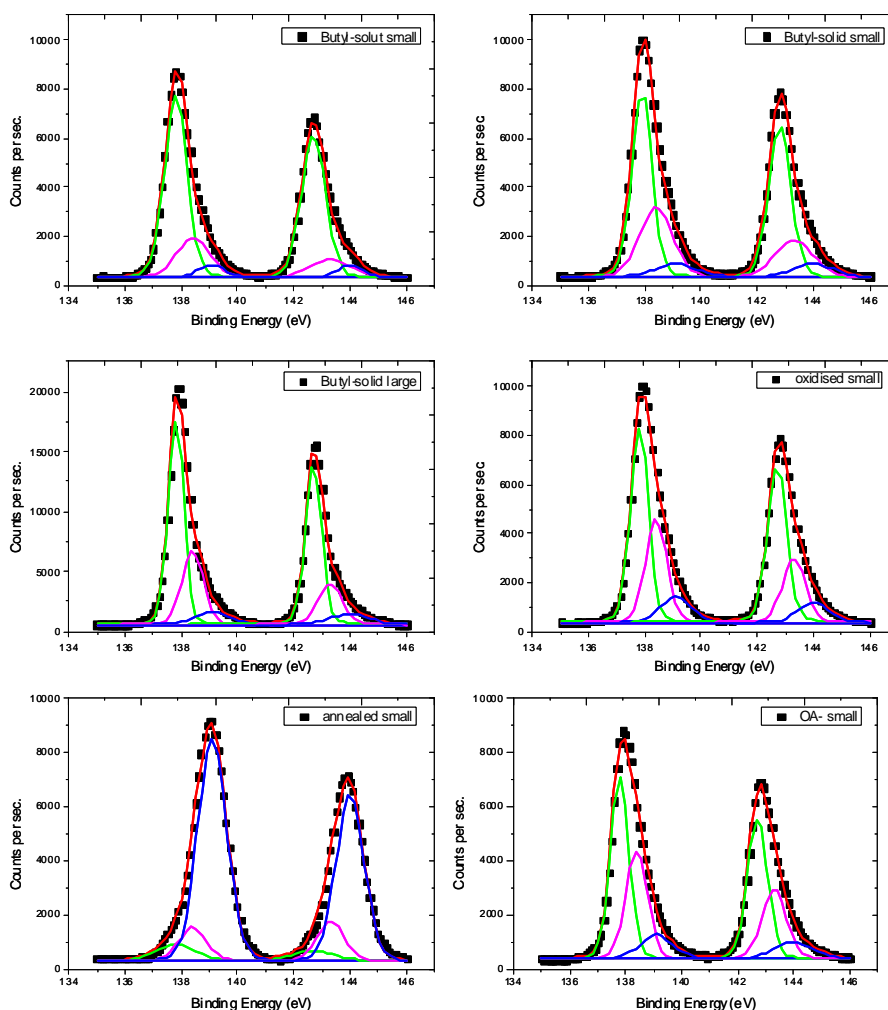 Butyl-solut small
Counts per sec.
10000
8000
6000
4000
2000
0
134 136 138 140 142 144 146
Binding Energy (eV)
Butyl-solid small
Counts per sec.
10000
8000
6000
4000
2000
0
134 136 138 140 142 144 146
Binding Energy (eV)
Butyl-solid large
Counts per sec.
20000
15000
10000
5000
0
134 136 138 140 142 144 146
Binding Energy (eV)
oxidised small
Counts per sec.
10000
8000
6000
4000
2000
0
134 136 138 140 142 144 146
Binding Energy (eV)
annealed small
Counts per sec.
10000
8000
6000
4000
2000
0
134 136 138 140 142 144 146
Binding Energy (eV)
OA- small
Counts per sec.
10000
8000
6000
4000
2000
0
136 138 140 142 144 146
Binding Energy (eV)